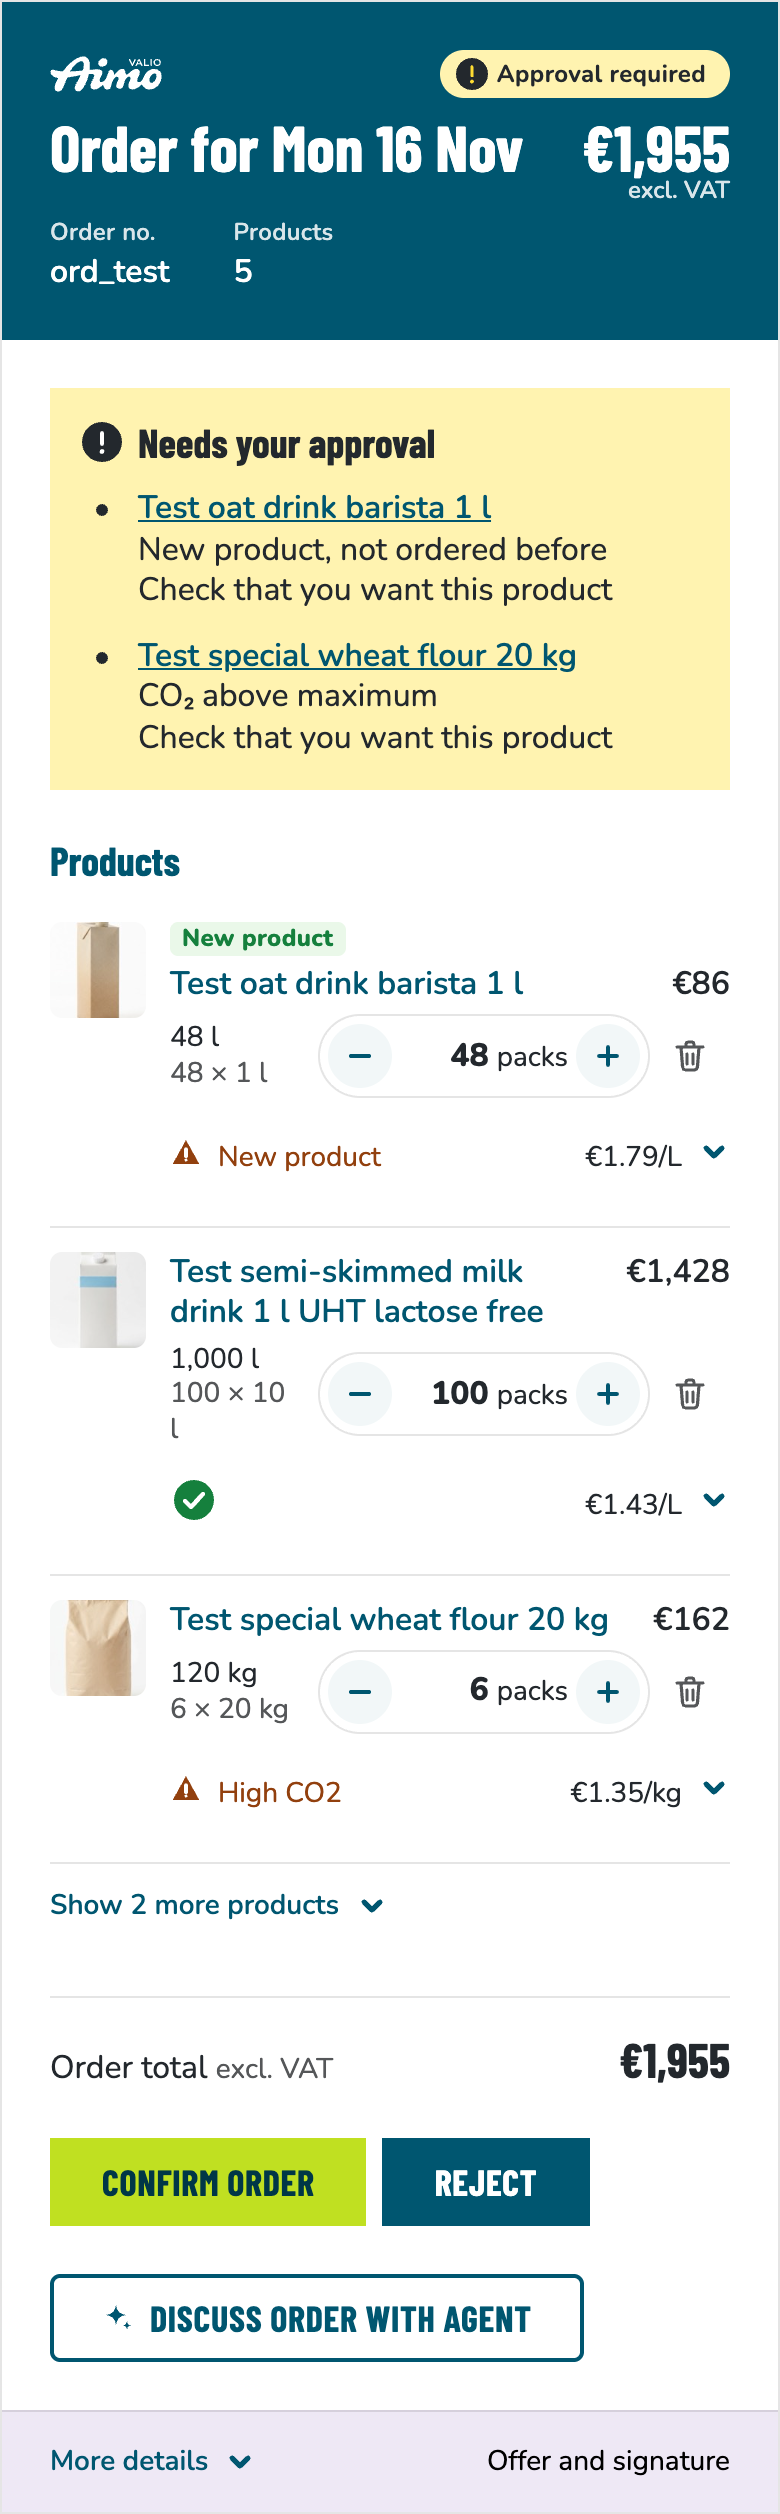 VALIO
Aimo
! Approval required
Order for Mon 16 Nov
€1,955
excl. VAT
Order no.
Products
ord_test
5
! Needs your approval
• Test oat drink barista 1 l
New product, not ordered before
Check that you want this product
• Test special wheat flour 20 kg
CO₂ above maximum
Check that you want this product
Products
New product
Test oat drink barista 1 l
€86
48 l
48 × 1 l
− 48 packs +
New product
€1.79/L
Test semi-skimmed milk
drink 1 l UHT lactose free
€1,428
1,000 l
100 × 10
l
− 100 packs +
€1.43/L
Test special wheat flour 20 kg
€162
120 kg
6 × 20 kg
− 6 packs +
High CO2
€1.35/kg
Show 2 more products
Order total excl. VAT
€1,955
CONFIRM ORDER
REJECT
DISCUSS ORDER WITH AGENT
More details
Offer and signature